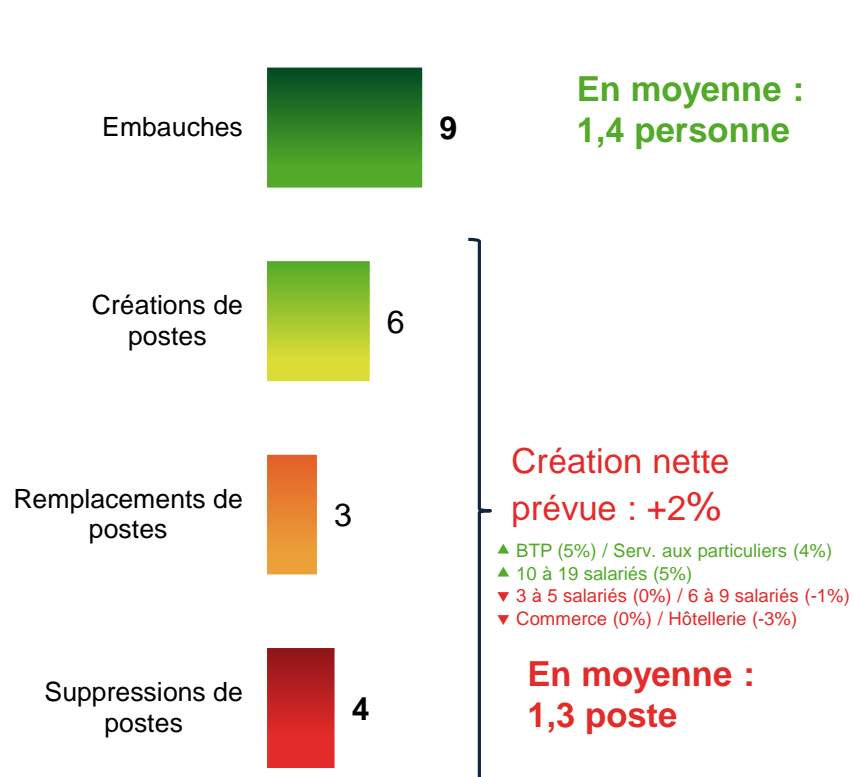 Embauches
9
En moyenne :
1,4 personne
Créations de
postes
6
Remplacements de
postes
3
Création nette
prévue : +2%
▲ BTP (5%) / Serv. aux particuliers (4%)
▲ 10 à 19 salariés (5%)
▼ 3 à 5 salariés (0%) / 6 à 9 salariés (-1%)
▼ Commerce (0%) / Hôtellerie (-3%)
Suppressions de
postes
4
En moyenne :
1,3 poste